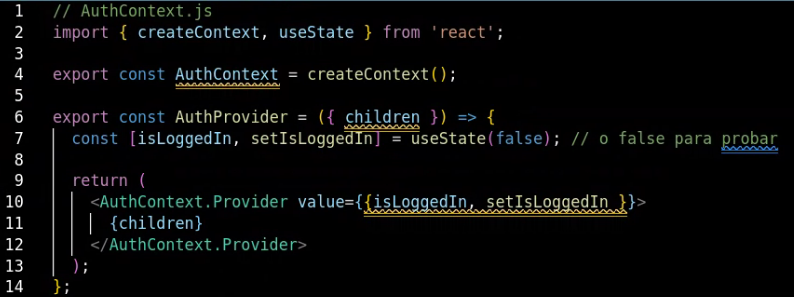 1 // AuthContext.js
2 import { createContext, useState } from 'react';
3
4 export const AuthContext = createContext();
5
6 export const AuthProvider = ({ children }) => {
7   const [isLoggedIn, setIsLoggedIn] = useState(false); // o false para probar
8
9   return (
10     <AuthContext.Provider value={{isLoggedIn, setIsLoggedIn }}>
11       {children}
12     </AuthContext.Provider>
13   );
14 };